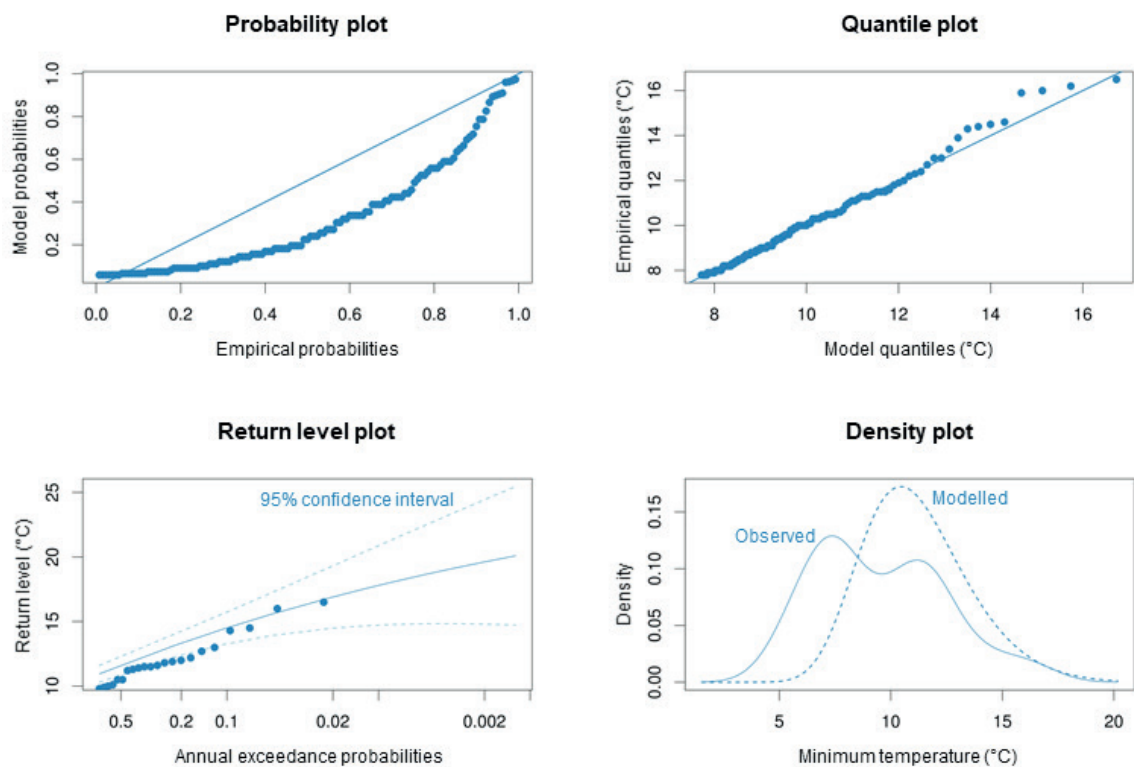 Probability plot
Model probabilities
1.0
0.8
0.6
0.4
0.2
0.0 0.2 0.4 0.6 0.8 1.0
Empirical probabilities
Quantile plot
Empirical quantiles (°C)
16
14
12
10
8
8 10 12 14 16
Model quantiles (°C)
Return level plot
Return level (°C)
25
20
15
10
95% confidence interval
0.5 0.2 0.1 0.02 0.002
Annual exceedance probabilities
Density plot
Density
0.15
0.10
0.05
0.00
Modelled
Observed
5 10 15 20
Minimum temperature (°C)